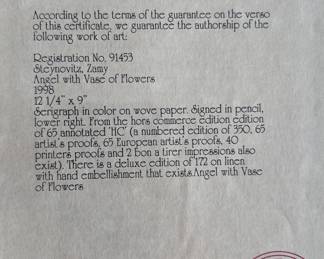 According to the terms of the guarantee on the verso
of this certificate, we guarantee the authorship of the
following work of art:
Registration No. 91453
Steynovitz, Zamy
Angel with Vase of Flowers
1998
12 1/4" x 9"
Serigraph in color on wove paper. Signed in pencil,
lower right. From the hors commerce edition edition
of 65 annotated 'HC' (a numbered edition of 350, 65
artist's proofs, 65 European artist's proofs, 40
printers proofs and 2 bon a tirer impressions also
exist). There is a deluxe edition of 172 on linen
with hand embellishment that exists.Angel with Vase
of Flowers